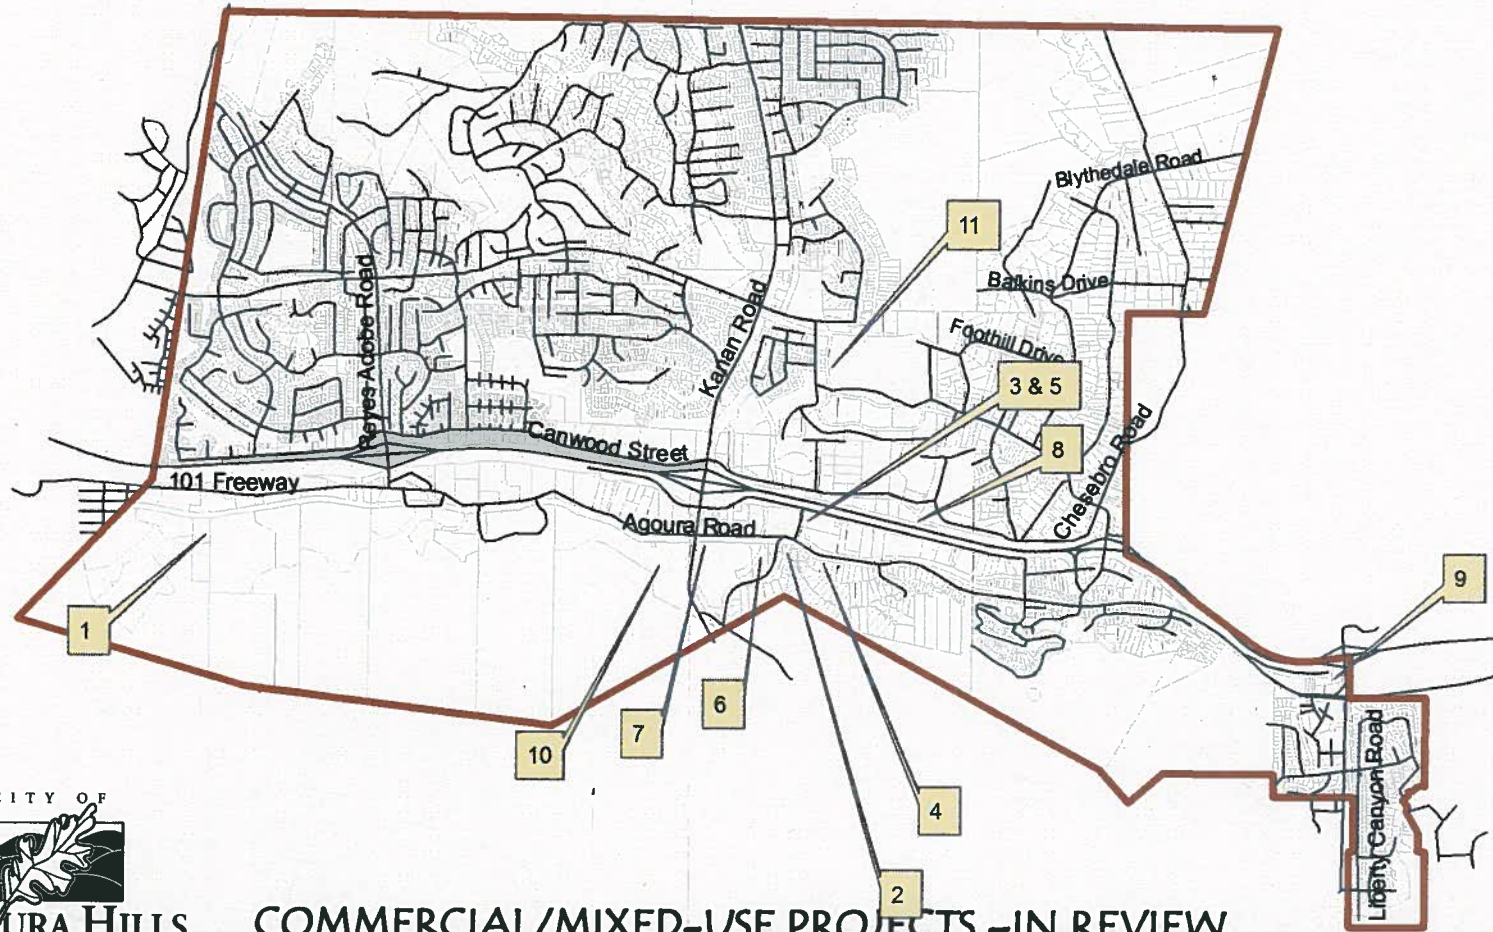 Blythedale Road
11
Balkins Drive
Foothill Drive
Reyes Adobe Road
Kanan Road
3 & 5
Canwood Street
8
Chesebro Road
101 Freeway
Agoura Road
9
1
6
7
10
4
2
Liberty Canyon Road
CITY OF
URA HILLS
COMMERCIAL/MIXED-USE PROJECTS -IN REVIEW